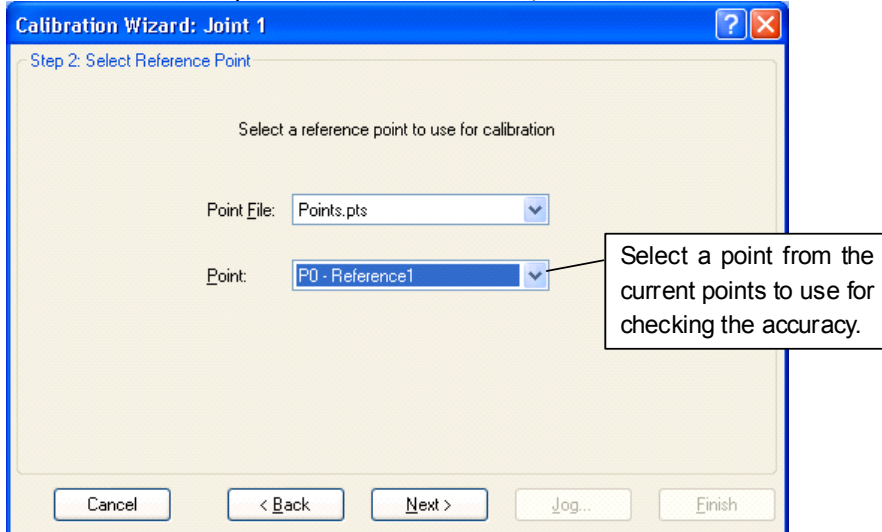 Calibration Wizard: Joint 1
Step 2: Select Reference Point
Select a reference point to use for calibration
Point File: Points.pts
Point: P0 - Reference1
Select a point from the
current points to use for
checking the accuracy.
Cancel < Back Next > Jog... Finish